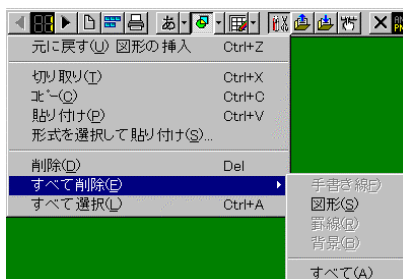 あ
元に戻す(U) 図形の挿入 Ctrl+Z
切り取り(T) Ctrl+X
コピー(C) Ctrl+C
貼り付け(P) Ctrl+V
形式を選択して貼り付け(S)...
削除(D) Del
すべて削除(E)
すべて選択(L) Ctrl+A
手書き線(F)
図形(S)
罫線(R)
背景(B)
すべて(A)